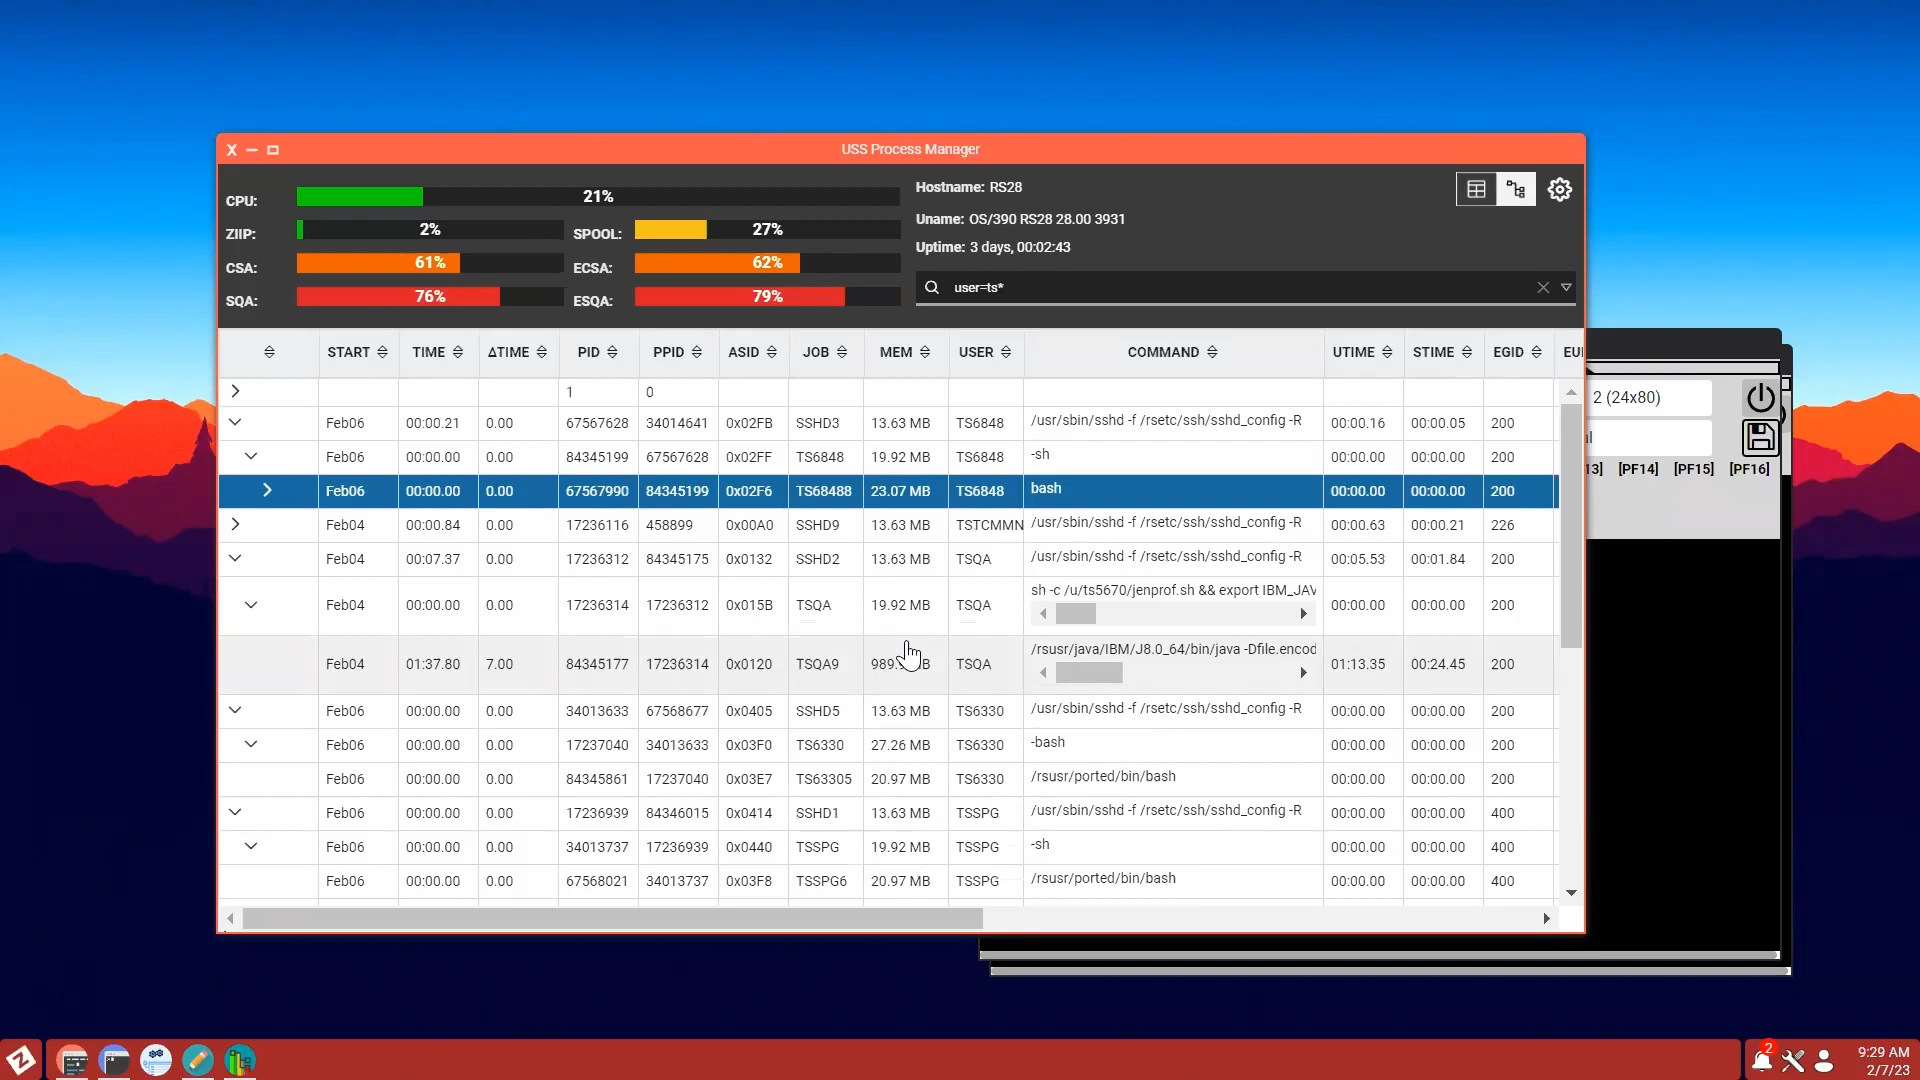 USS Process Manager
CPU: 21%
ZIIP: 2% SPOOL: 27%
CSA: 61% ECSA: 62%
SQA: 76% ESQA: 79%
Hostname: RS28
Uname: OS/390 RS28 28.00 3931
Uptime: 3 days, 00:02:43
user=ts*
START TIME ΔTIME PID PPID ASID JOB MEM USER COMMAND UTIME STIME EGID EUI
1 0
Feb06 00:00.21 0.00 67567628 34014641 0x02FB SSHD3 13.63 MB TS6848 /usr/sbin/sshd -f /rsetc/ssh/sshd_config -R 00:00.16 00:00.05 200
Feb06 00:00.00 0.00 84345199 67567628 0x02FF TS6848 19.92 MB TS6848 -sh 00:00.00 00:00.00 200
Feb06 00:00.00 0.00 67567990 84345199 0x02F6 TS68488 23.07 MB TS6848 bash 00:00.00 00:00.00 200
Feb04 00:00.84 0.00 17236116 458899 0x00A0 SSHD9 13.63 MB TSTCMMN /usr/sbin/sshd -f /rsetc/ssh/sshd_config -R 00:00.63 00:00.21 226
Feb04 00:07.37 0.00 17236312 84345175 0x0132 SSHD2 13.63 MB TSQA /usr/sbin/sshd -f /rsetc/ssh/sshd_config -R 00:05.53 00:01.84 200
Feb04 00:00.00 0.00 17236314 17236312 0x015B TSQA 19.92 MB TSQA sh -c /u/ts5670/jenprof.sh && export IBM_JAV 00:00.00 00:00.00 200
Feb04 01:37.80 7.00 84345177 17236314 0x0120 TSQA9 TSQA /rsusr/java/IBM/J8.0_64/bin/java -Dfile.encod 01:13.35 00:24.45 200
Feb06 00:00.00 0.00 34013633 67568677 0x0405 SSHD5 13.63 MB TS6330 /usr/sbin/sshd -f /rsetc/ssh/sshd_config -R 00:00.00 00:00.00 200
Feb06 00:00.00 0.00 17237040 34013633 0x03F0 TS6330 27.26 MB TS6330 -bash 00:00.00 00:00.00 200
Feb06 00:00.00 0.00 84345861 17237040 0x03E7 TS63305 20.97 MB TS6330 /rsusr/ported/bin/bash 00:00.00 00:00.00 200
Feb06 00:00.00 0.00 17236939 84346015 0x0414 SSHD1 13.63 MB TSSPG /usr/sbin/sshd -f /rsetc/ssh/sshd_config -R 00:00.00 00:00.00 400
Feb06 00:00.00 0.00 34013737 17236939 0x0440 TSSPG 19.92 MB TSSPG -sh 00:00.00 00:00.00 400
Feb06 00:00.00 0.00 67568021 34013737 0x03F8 TSSPG6 20.97 MB TSSPG /rsusr/ported/bin/bash 00:00.00 00:00.00 400
2 (24x80)
al
13] [PF14] [PF15] [PF16]
2
9:29 AM
2/7/23